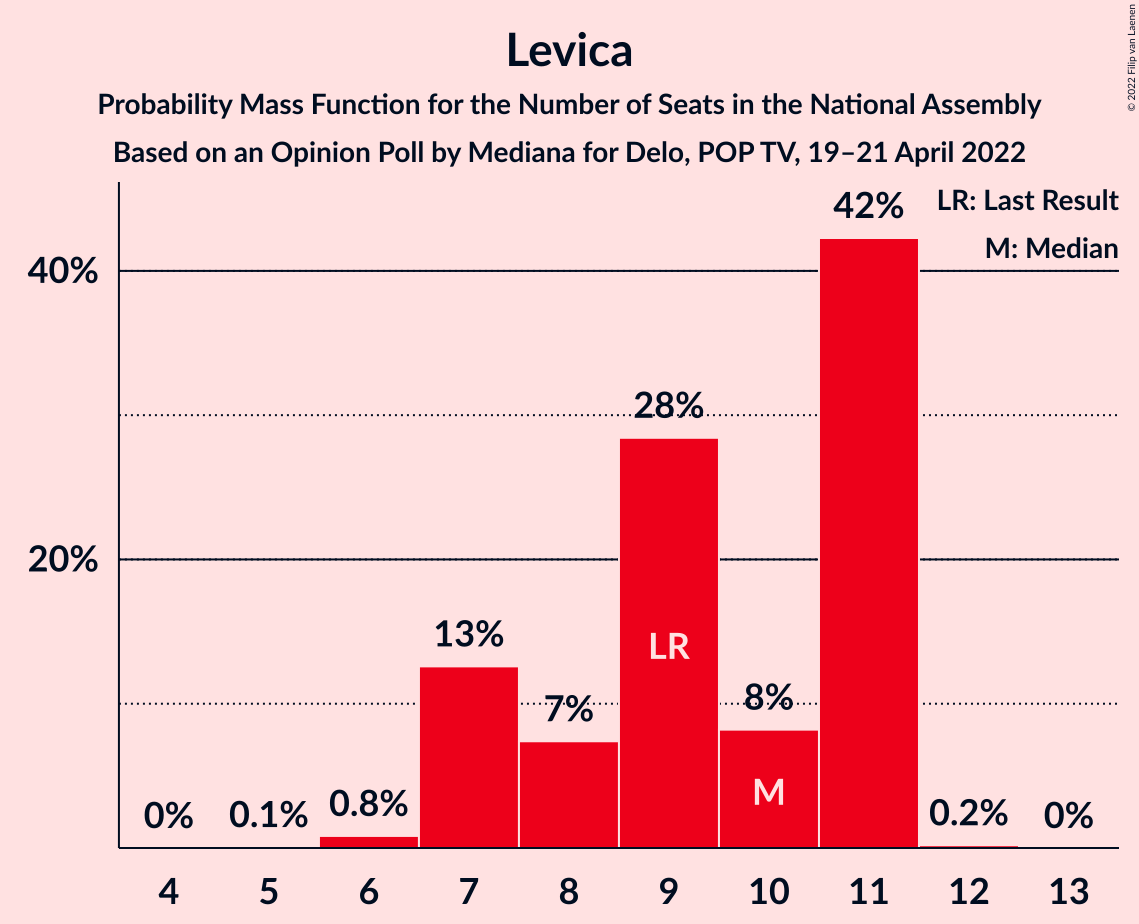 Levica
Probability Mass Function for the Number of Seats in the National Assembly
Based on an Opinion Poll by Mediana for Delo, POP TV, 19–21 April 2022
© 2022 Filip van Laenen
LR: Last Result
M: Median
40%
20%
0%
0.1%
0.8%
13%
7%
28%
8%
42%
0.2%
0%
LR
M
4 5 6 7 8 9 10 11 12 13